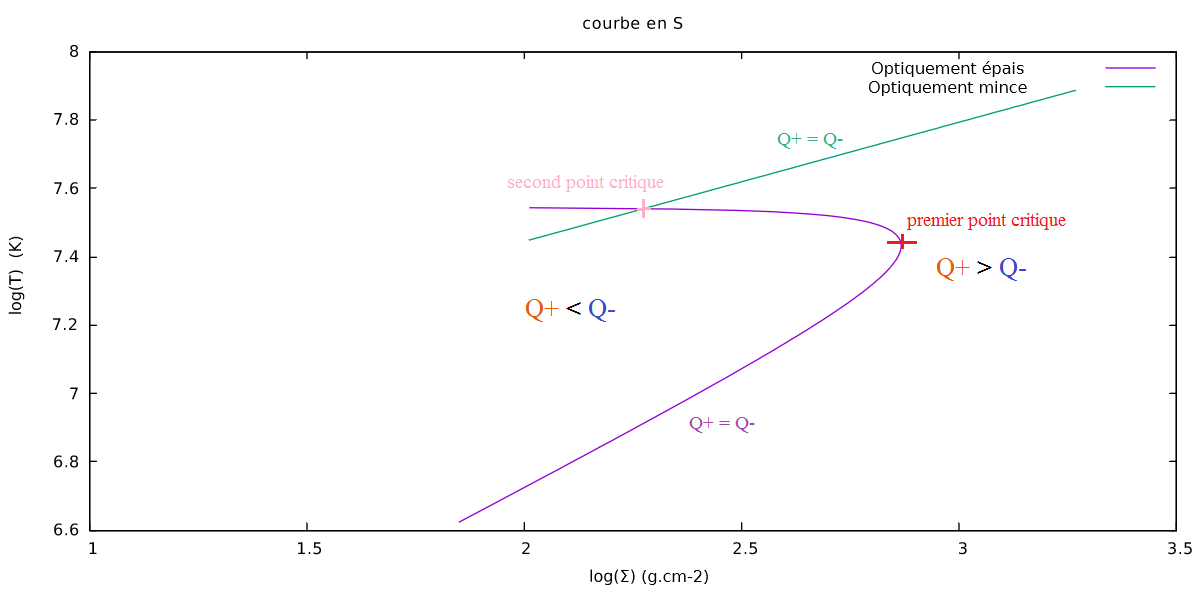 courbe en S
8
Optiquement épais
Optiquement mince
7.8
Q+ = Q-
7.6
second point critique
premier point critique
7.4
Q+ > Q-
log(T) (K)
Q+ < Q-
7.2
7
Q+ = Q-
6.8
6.6
1 1.5 2 2.5 3 3.5
log(Σ) (g.cm-2)